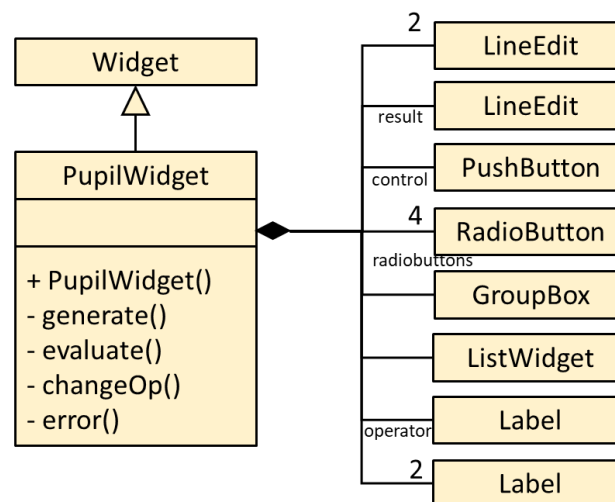 Widget
PupilWidget
+ PupilWidget()
- generate()
- evaluate()
- changeOp()
- error()
2
LineEdit
result
LineEdit
control
PushButton
4
radiobuttons
RadioButton
GroupBox
ListWidget
operator
Label
2
Label